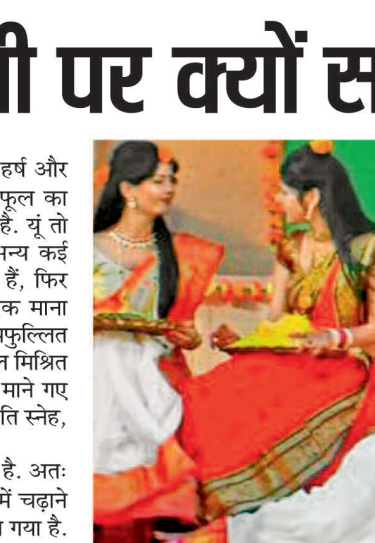 पर क्यों
हर्ष और
फूल का
है. यूं तो
कई
हैं, फिर
माना
मिश्रित
माने गए
स्नेह,
है. अतः
में चढ़ाने
गया है.